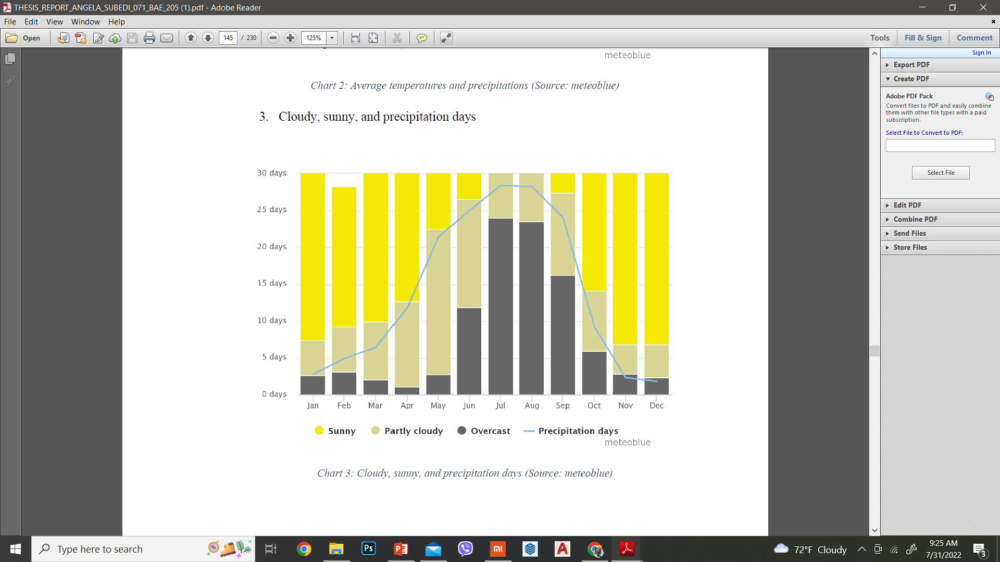 THESIS_REPORT_ANGELA_SUBEDI_071_BAE_205 (1).pdf - Adobe Reader
File Edit View Window Help
Open 145 / 230 125% Tools Fill & Sign Comment
Sign In
meteoblue
Chart 2: Average temperatures and precipitations (Source: meteoblue)
3. Cloudy, sunny, and precipitation days
30 days
25 days
20 days
15 days
10 days
5 days
0 days
Jan Feb Mar Apr May Jun Jul Aug Sep Oct Nov Dec
Sunny Partly cloudy Overcast Precipitation days
meteoblue
Chart 3: Cloudy, sunny, and precipitation days (Source: meteoblue)
Export PDF
Create PDF
Adobe PDF Pack
Convert files to PDF and easily combine
them with other file types with a paid
subscription.
Select File to Convert to PDF:
Select File
Edit PDF
Combine PDF
Send Files
Store Files
Type here to search
Ps
P
mi
A
72°F Cloudy
9:25 AM
7/31/2022
3